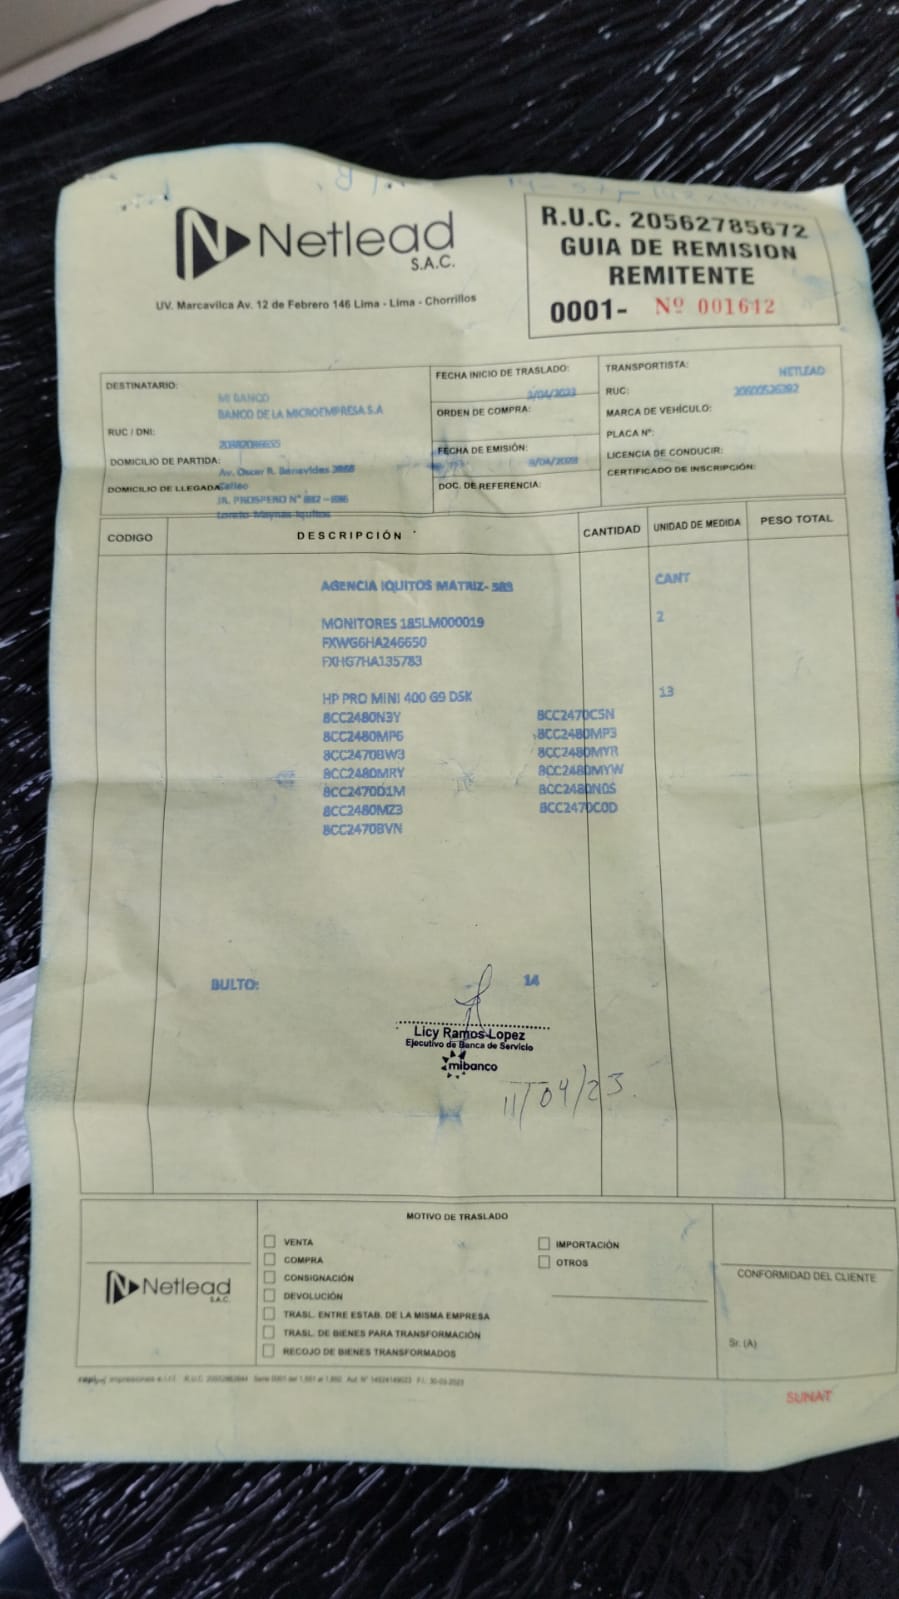 Netlead
S.A.C.
UV. Marcavilca Av. 12 de Febrero 146 Lima - Lima - Chorrillos
R.U.C. 20562785672
GUIA DE REMISION
REMITENTE
0001- Nº 001642
DESTINATARIO:
MI BANCO
BANCO DE LA MICROEMPRESA S.A
RUC / DNI:
DOMICILIO DE PARTIDA:
Av. Oscar R. Benavides
Callao
DOMICILIO DE LLEGADA:
JR. PROSPERO N°
Loreto-Maynas-Iquitos
FECHA INICIO DE TRASLADO:
ORDEN DE COMPRA:
FECHA DE EMISIÓN:
DOC. DE REFERENCIA:
TRANSPORTISTA:
NETLEAD
RUC:
MARCA DE VEHÍCULO:
PLACA Nº:
LICENCIA DE CONDUCIR:
CERTIFICADO DE INSCRIPCIÓN:
CODIGO DESCRIPCIÓN CANTIDAD UNIDAD DE MEDIDA PESO TOTAL
AGENCIA IQUITOS MATRIZ- CANT
MONITORES 185LM000019 2
FXWG6HA246650
FXHG7HA135783
HP PRO MINI 400 G9 DSK 13
8CC2480N3Y 8CC2470C5N
8CC2480MP6 8CC2480MP3
8CC2470BW3 8CC2480MYR
8CC2480MRY 8CC2480MYW
8CC2470D1M 8CC2480N0S
8CC2480MZ3 8CC2470C0D
8CC2470BVN
BULTO: 14
Licy Ramos Lopez
Ejecutivo de Banca de Servicio
mibanco
11/04/23.
MOTIVO DE TRASLADO
VENTA
COMPRA
CONSIGNACIÓN
DEVOLUCIÓN
TRASL. ENTRE ESTAB. DE LA MISMA EMPRESA
TRASL. DE BIENES PARA TRANSFORMACIÓN
RECOJO DE BIENES TRANSFORMADOS
IMPORTACIÓN
OTROS
Netlead
S.A.C.
CONFORMIDAD DEL CLIENTE
Sr. (A)
SUNAT